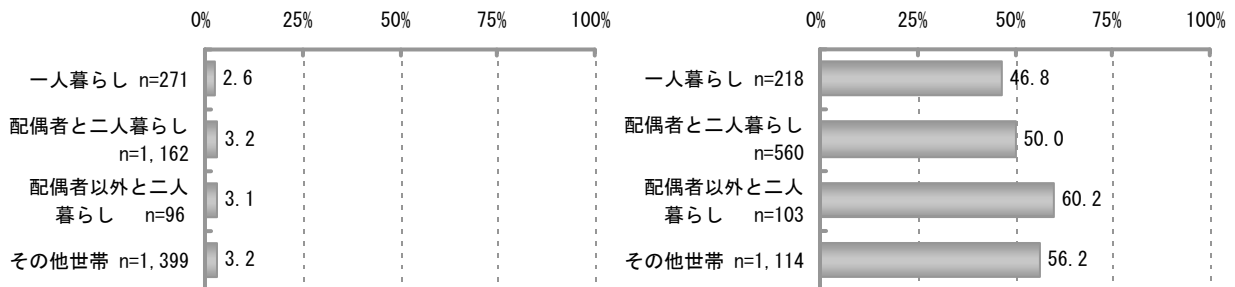 0% 25% 50% 75% 100%
一人暮らし n=271 2.6
配偶者と二人暮らし
n=1,162 3.2
配偶者以外と二人
暮らし n=96 3.1
その他世帯 n=1,399 3.2
0% 25% 50% 75% 100%
一人暮らし n=218 46.8
配偶者と二人暮らし
n=560 50.0
配偶者以外と二人
暮らし n=103 60.2
その他世帯 n=1,114 56.2